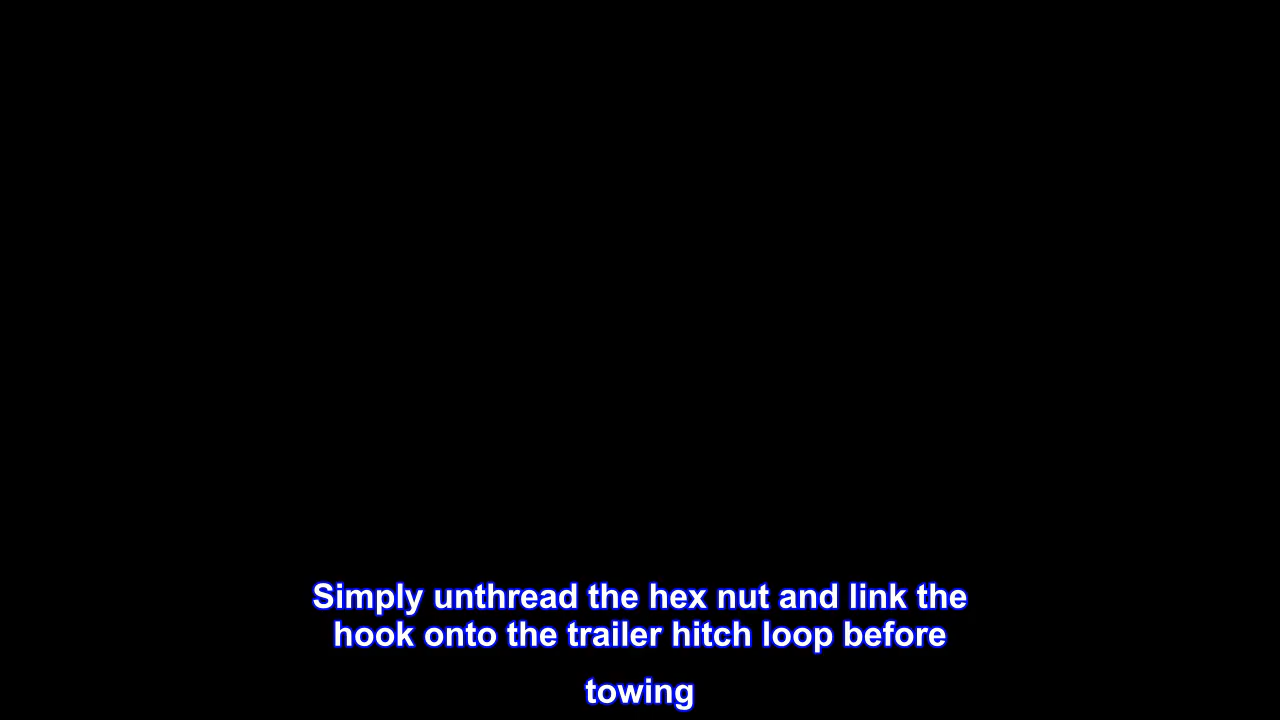 Simply unthread the hex nut and link the
hook onto the trailer hitch loop before
towing